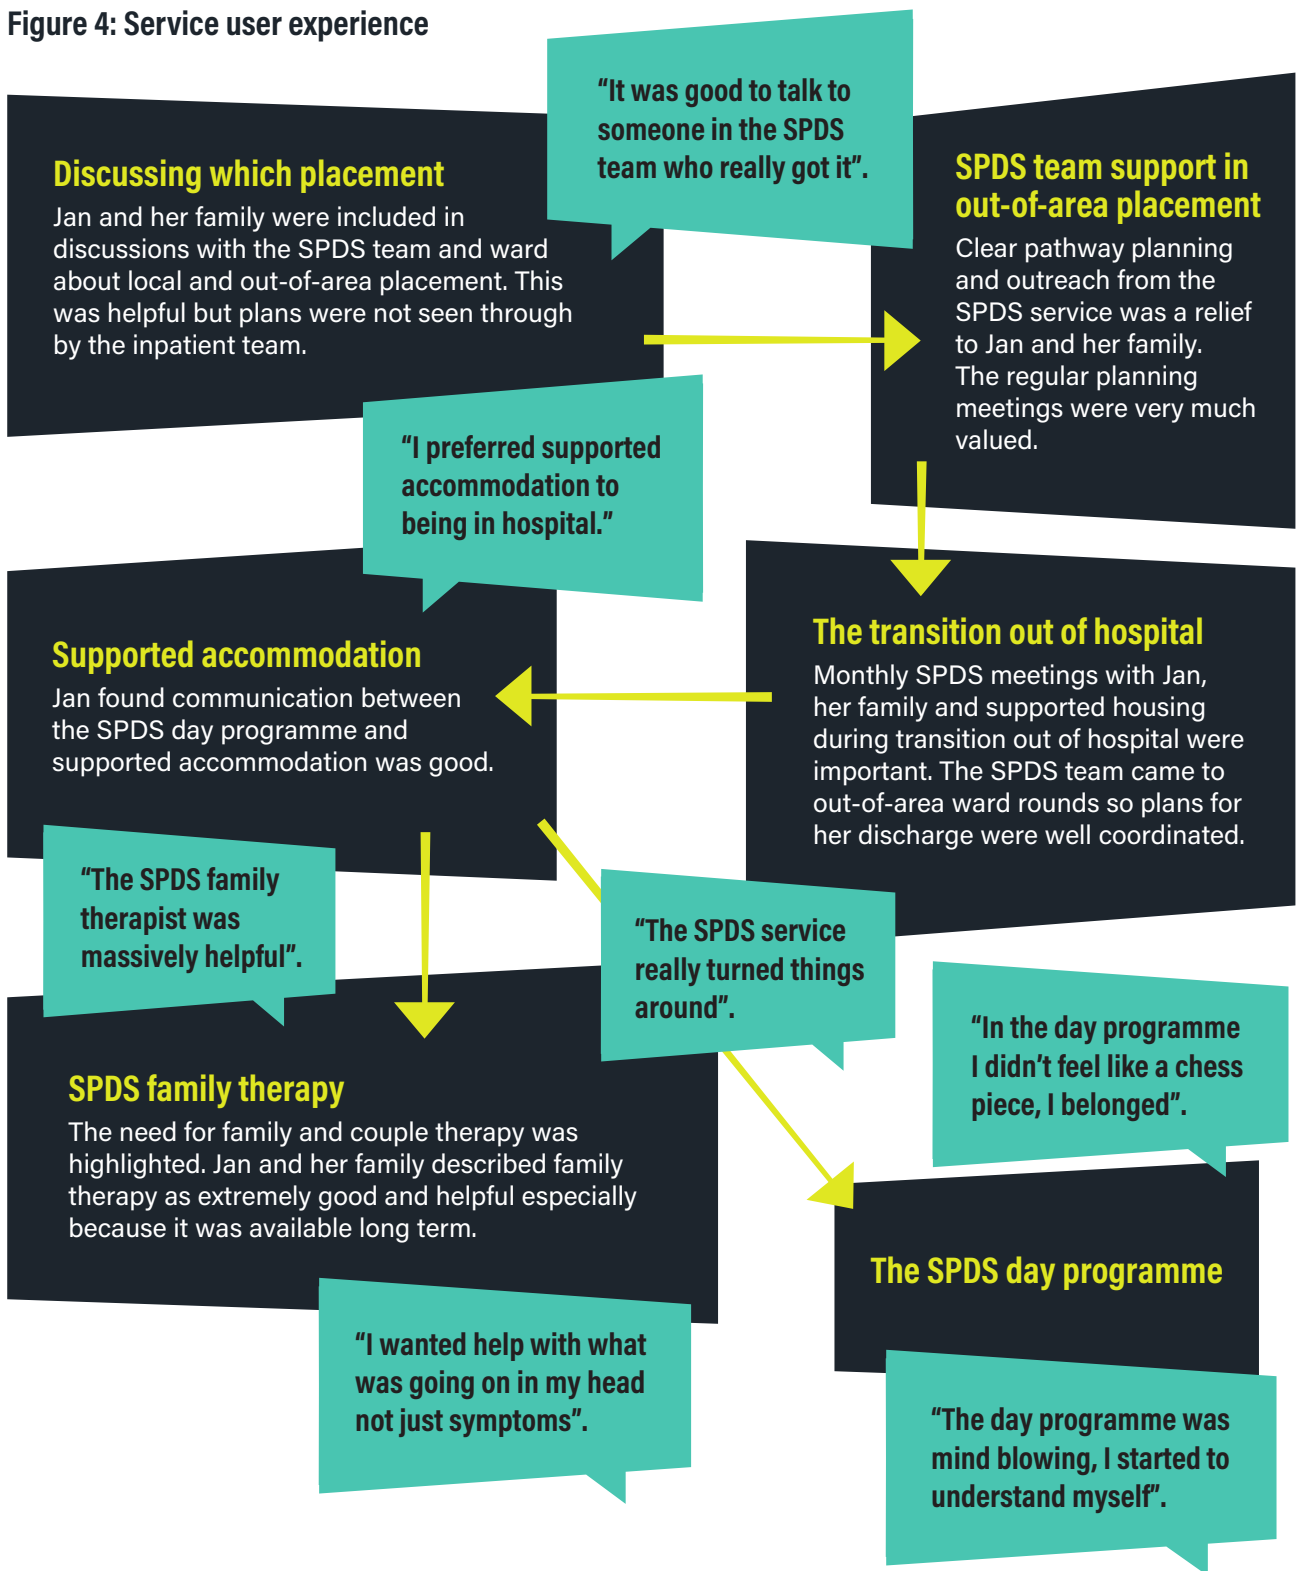 Figure 4: Service user experience
“It was good to talk to
someone in the SPDS
team who really got it”.
Discussing which placement
Jan and her family were included in
discussions with the SPDS team and ward
about local and out-of-area placement. This
was helpful but plans were not seen through
by the inpatient team.
SPDS team support in
out-of-area placement
Clear pathway planning
and outreach from the
SPDS service was a relief
to Jan and her family.
The regular planning
meetings were very much
valued.
“I preferred supported
accommodation to
being in hospital.”
The transition out of hospital
Monthly SPDS meetings with Jan,
her family and supported housing
during transition out of hospital were
important. The SPDS team came to
out-of-area ward rounds so plans for
her discharge were well coordinated.
Supported accommodation
Jan found communication between
the SPDS day programme and
supported accommodation was good.
“The SPDS family
therapist was
massively helpful”.
“The SPDS service
really turned things
around”.
“In the day programme
I didn’t feel like a chess
piece, I belonged”.
SPDS family therapy
The need for family and couple therapy was
highlighted. Jan and her family described family
therapy as extremely good and helpful especially
because it was available long term.
The SPDS day programme
“I wanted help with what
was going on in my head
not just symptoms”.
“The day programme was
mind blowing, I started to
understand myself”.